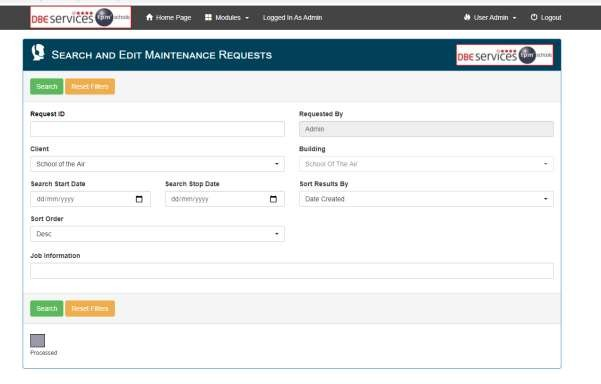 DBE services rpm schools Home Page Modules Logged In As Admin User Admin Logout
SEARCH AND EDIT MAINTENANCE REQUESTS DBE services rpm schools
Search Reset Filters
Request ID Requested By
Admin
Client Building
School of the Air School Of The Air
Search Start Date Search Stop Date Sort Results By
dd/mm/yyyy dd/mm/yyyy Date Created
Sort Order
Desc
Job Information
Search Reset Filters
Processed